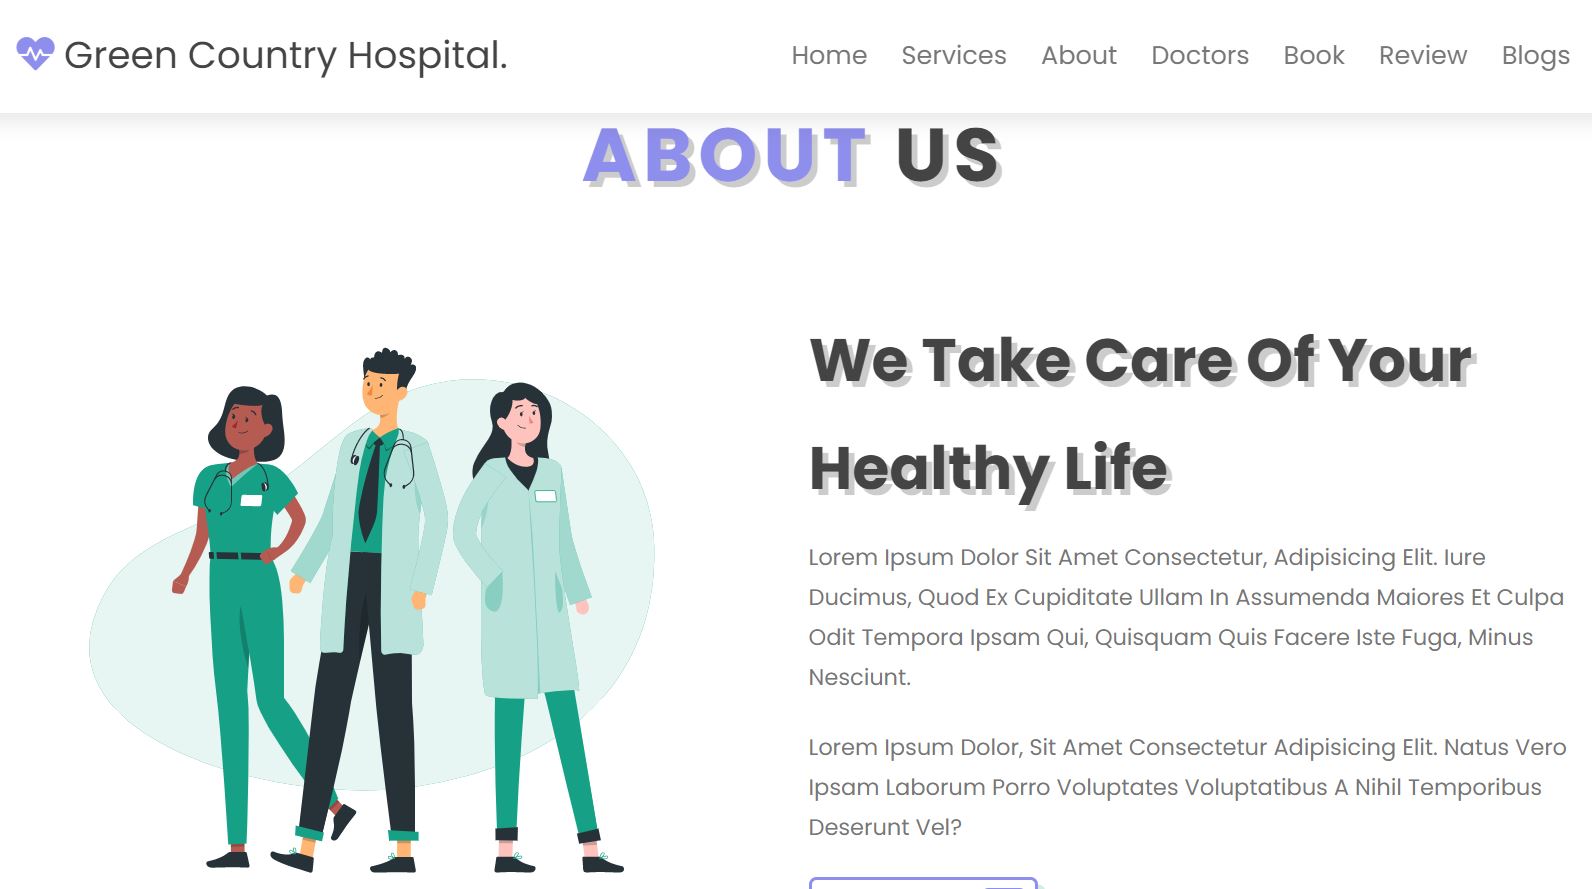 Green Country Hospital.
Home Services About Doctors Book Review Blogs
ABOUT US
We Take Care Of Your
Healthy Life
Lorem Ipsum Dolor Sit Amet Consectetur, Adipisicing Elit. Iure
Ducimus, Quod Ex Cupiditate Ullam In Assumenda Maiores Et Culpa
Odit Tempora Ipsam Qui, Quisquam Quis Facere Iste Fuga, Minus
Nesciunt.
Lorem Ipsum Dolor, Sit Amet Consectetur Adipisicing Elit. Natus Vero
Ipsam Laborum Porro Voluptates Voluptatibus A Nihil Temporibus
Deserunt Vel?